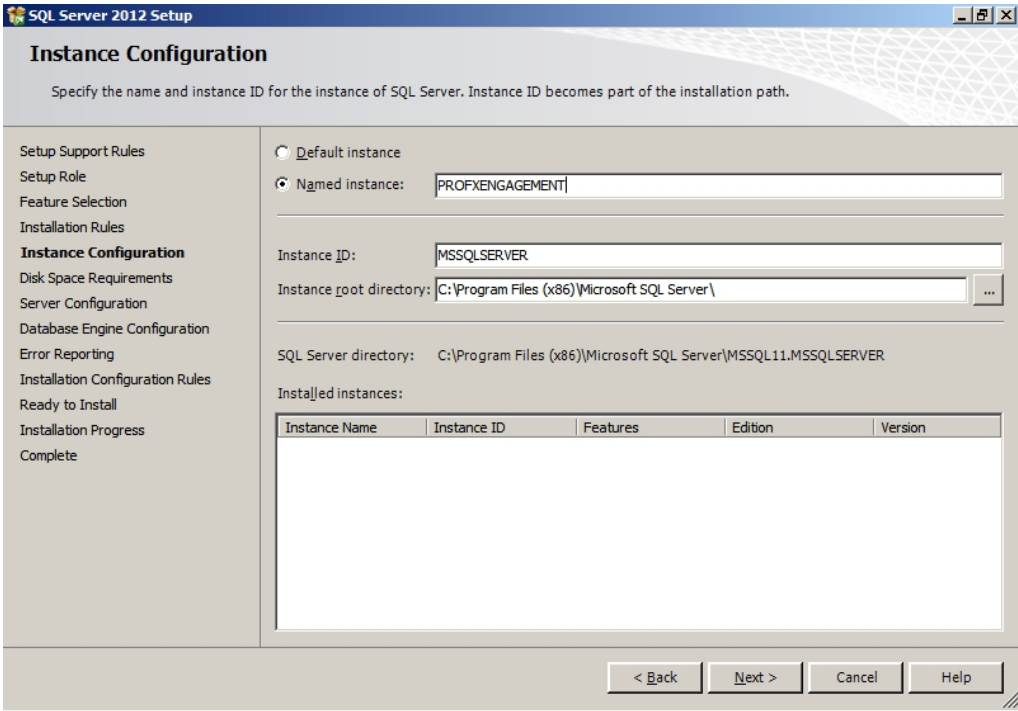 SQL Server 2012 Setup
Instance Configuration
Specify the name and instance ID for the instance of SQL Server. Instance ID becomes part of the installation path.
Setup Support Rules
Setup Role
Feature Selection
Installation Rules
Instance Configuration
Disk Space Requirements
Server Configuration
Database Engine Configuration
Error Reporting
Installation Configuration Rules
Ready to Install
Installation Progress
Complete
Default instance
Named instance: PROFXENGAGEMENT
Instance ID: MSSQLSERVER
Instance root directory: C:\Program Files (x86)\Microsoft SQL Server\ ...
SQL Server directory: C:\Program Files (x86)\Microsoft SQL Server\MSSQL11.MSSQLSERVER
Installed instances:
Instance Name Instance ID Features Edition Version
< Back Next > Cancel Help